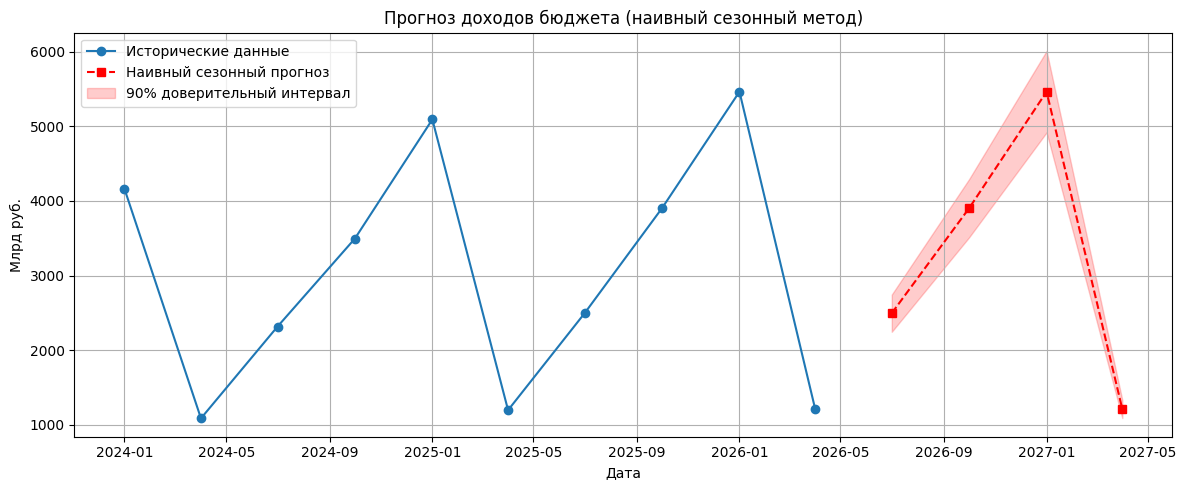 Прогноз доходов бюджета (наивный сезонный метод)
Исторические данные
Наивный сезонный прогноз
90% доверительный интервал
Млрд руб.
6000
5000
4000
3000
2000
1000
2024-01 2024-05 2024-09 2025-01 2025-05 2025-09 2026-01 2026-05 2026-09 2027-01 2027-05
Дата